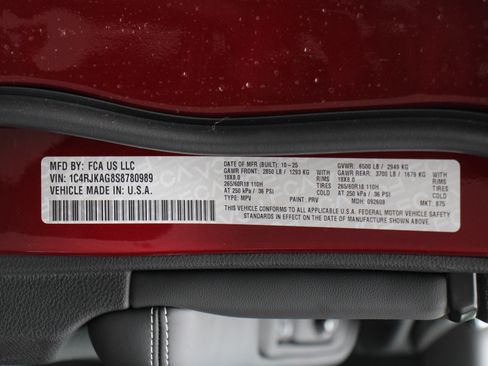 MFD BY: FCA US LLC
VIN: 1C4RJKAG8S8780989
VEHICLE MADE IN: U.S.A.
DATE OF MFR (BUILT): 10-25 GVWR: 6500 LB / 2949 KG
GAWR FRONT: 2850 LB / 1293 KG WITH GAWR REAR: 3700 LB / 1679 KG WITH
18X8.0 RIMS 18X8.0 RIMS
265/60R18 110H TIRES 265/60R18 110H TIRES
AT 250 kPa / 36 PSI COLD AT 250 kPa / 36 PSI COLD
THIS VEHICLE CONFORMS TO ALL APPLICABLE U.S.A. FEDERAL MOTOR VEHICLE
SAFETY STANDARDS IN EFFECT ON THE DATE OF MANUFACTURE SHOWN ABOVE.
TYPE: MPV PAINT: PRV MDH: 092608 MKT: 875